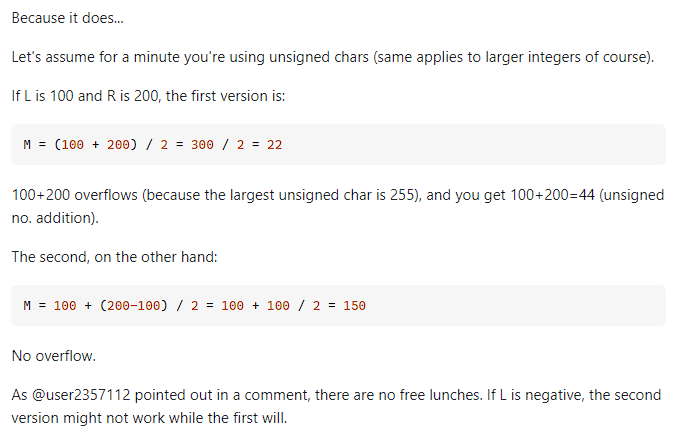 Because it does...
Let's assume for a minute you're using unsigned chars (same applies to larger integers of course).
If L is 100 and R is 200, the first version is:
M = (100 + 200) / 2 = 300 / 2 = 22
100+200 overflows (because the largest unsigned char is 255), and you get 100+200=44 (unsigned
no. addition).
The second, on the other hand:
M = 100 + (200-100) / 2 = 100 + 100 / 2 = 150
No overflow.
As @user2357112 pointed out in a comment, there are no free lunches. If L is negative, the second
version might not work while the first will.